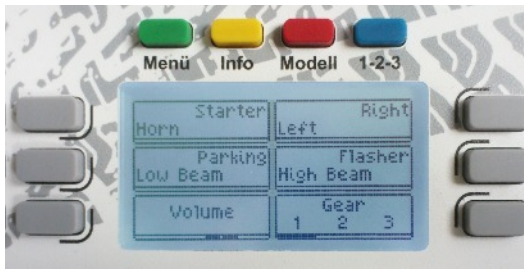 Menü Info Modell 1-2-3
Starter Right
Horn Left
Parking Flasher
Low Beam High Beam
Volume Gear
1 2 3